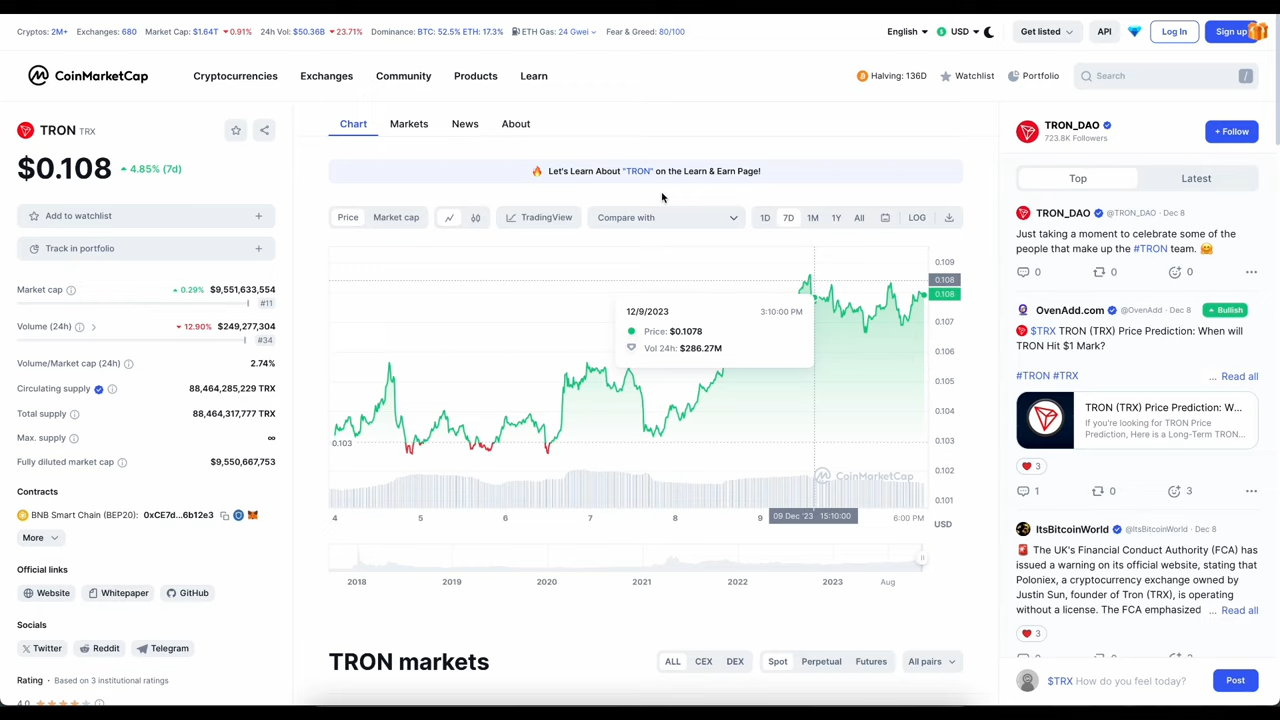 Cryptos: 2M+ Exchanges: 680 Market Cap: $1.64T 0.91% 24h Vol: $50.36B 23.71% Dominance: BTC: 52.5% ETH: 17.3% ETH Gas: 24 Gwei Fear & Greed: 80/100
English USD Get listed API Log In Sign up
CoinMarketCap Cryptocurrencies Exchanges Community Products Learn
Halving: 136D Watchlist Portfolio Search /
TRON TRX
$0.108 4.85% (7d)
Add to watchlist +
Track in portfolio +
Market cap 0.29% $9,551,633,554
#11
Volume (24h) 12.90% $249,277,304
#34
Volume/Market cap (24h) 2.74%
Circulating supply 88,464,285,229 TRX
Total supply 88,464,317,777 TRX
Max. supply ∞
Fully diluted market cap $9,550,667,753
Contracts
BNB Smart Chain (BEP20): 0xCE7d...6b12e3
More
Official links
Website Whitepaper GitHub
Socials
Twitter Reddit Telegram
Rating · Based on 3 institutional ratings
4.0
Chart Markets News About
Let's Learn About "TRON" on the Learn & Earn Page!
Price Market cap TradingView Compare with 1D 7D 1M 1Y All LOG
0.109
0.108
0.108
0.107
0.106
0.105
0.104
0.103
0.102
0.101
12/9/2023 3:10:00 PM
Price: $0.1078
Vol 24h: $286.27M
0.103
CoinMarketCap
4 5 6 7 8 9 09 Dec '23 15:10:00 6:00 PM USD
2018 2019 2020 2021 2022 2023 Aug
TRON markets
ALL CEX DEX Spot Perpetual Futures All pairs
TRON_DAO
723.8K Followers
+ Follow
Top Latest
TRON_DAO @TRON_DAO · Dec 8
Just taking a moment to celebrate some of the
people that make up the #TRON team.
0 0 ...
OvenAdd.com @OvenAdd · Dec 8 Bullish
$TRX TRON (TRX) Price Prediction: When will
TRON Hit $1 Mark?
#TRON #TRX ... Read all
TRON (TRX) Price Prediction: W...
If you're looking for TRON Price
Prediction, Here is a Long-Term TRON...
3
1 0 3 ...
ItsBitcoinWorld @ItsBitcoinWorld · Dec 8
The UK's Financial Conduct Authority (FCA) has
issued a warning on its official website, stating that
Poloniex, a cryptocurrency exchange owned by
Justin Sun, founder of Tron (TRX), is operating
without a license. The FCA emphasized ... Read all
3
$TRX How do you feel today? Post